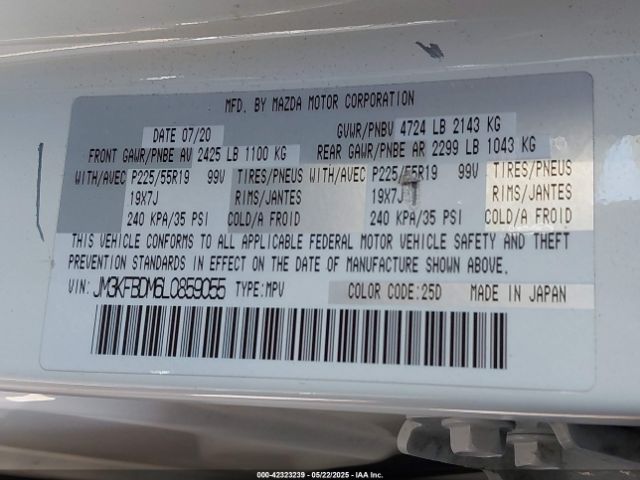 MFD. BY MAZDA MOTOR CORPORATION
DATE 07/20 GVWR/PNBV 4724 LB 2143 KG
FRONT GAWR/PNBE AV 2425 LB 1100 KG REAR GAWR/PNBE AR 2299 LB 1043 KG
WITH/AVEC P225/55R19 99V TIRES/PNEUS WITH/AVEC P225/55R19 99V TIRES/PNEUS
19X7J RIMS/JANTES 19X7J RIMS/JANTES
240 KPA/35 PSI COLD/A FROID 240 KPA/35 PSI COLD/A FROID
THIS VEHICLE CONFORMS TO ALL APPLICABLE FEDERAL MOTOR VEHICLE SAFETY AND THEFT
PREVENTION STANDARDS IN EFFECT ON THE DATE OF MANUFACTURE SHOWN ABOVE.
VIN: JM3KFBDM6L0859055 TYPE:MPV COLOR CODE:25D MADE IN JAPAN
000-42323239 - 05/22/2025 - IAA Inc.